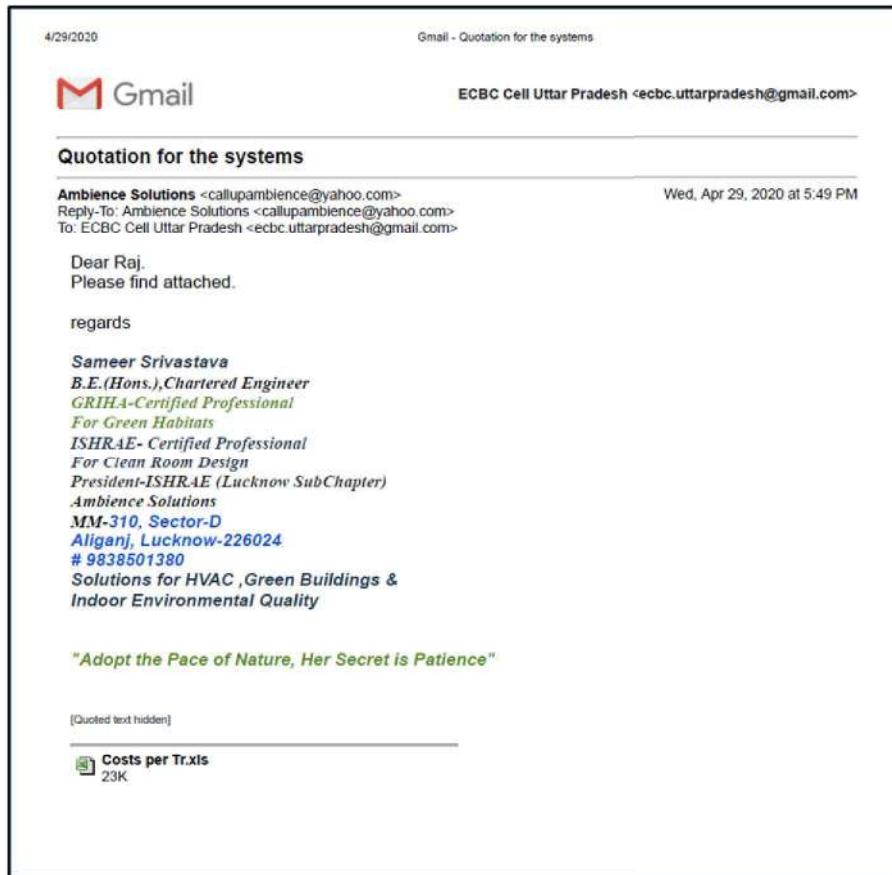 4/29/2020 Gmail - Quotation for the systems
Gmail ECBC Cell Uttar Pradesh <ecbc.uttarpradesh@gmail.com>
Quotation for the systems
Ambience Solutions <callupambience@yahoo.com> Wed, Apr 29, 2020 at 5:49 PM
Reply-To: Ambience Solutions <callupambience@yahoo.com>
To: ECBC Cell Uttar Pradesh <ecbc.uttarpradesh@gmail.com>
Dear Raj.
Please find attached.
regards
Sameer Srivastava
B.E.(Hons.),Chartered Engineer
GRIHA-Certified Professional
For Green Habitats
ISHRAE- Certified Professional
For Clean Room Design
President-ISHRAE (Lucknow SubChapter)
Ambience Solutions
MM-310, Sector-D
Aliganj, Lucknow-226024
# 9838501380
Solutions for HVAC ,Green Buildings &
Indoor Environmental Quality
"Adopt the Pace of Nature, Her Secret is Patience"
[Quoted text hidden]
Costs per Tr.xls
23K